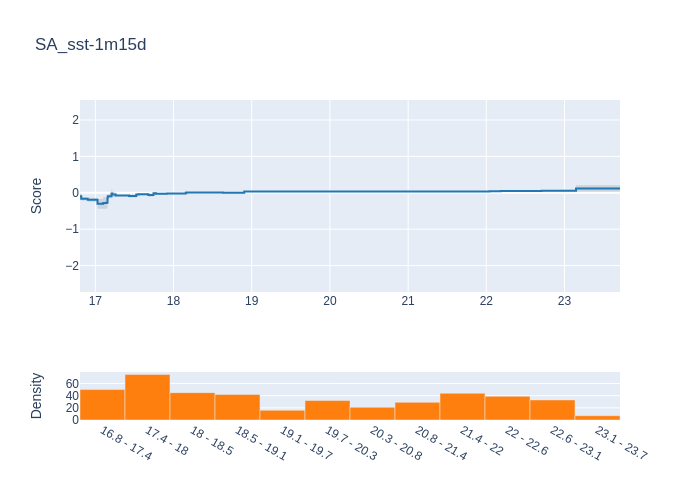 SA_sst-1m15d
Score
2
1
0
−1
−2
17 18 19 20 21 22 23
Density
60
40
20
0
16.8 - 17.4
17.4 - 18
18 - 18.5
18.5 - 19.1
19.1 - 19.7
19.7 - 20.3
20.3 - 20.8
20.8 - 21.4
21.4 - 22
22 - 22.6
22.6 - 23.1
23.1 - 23.7